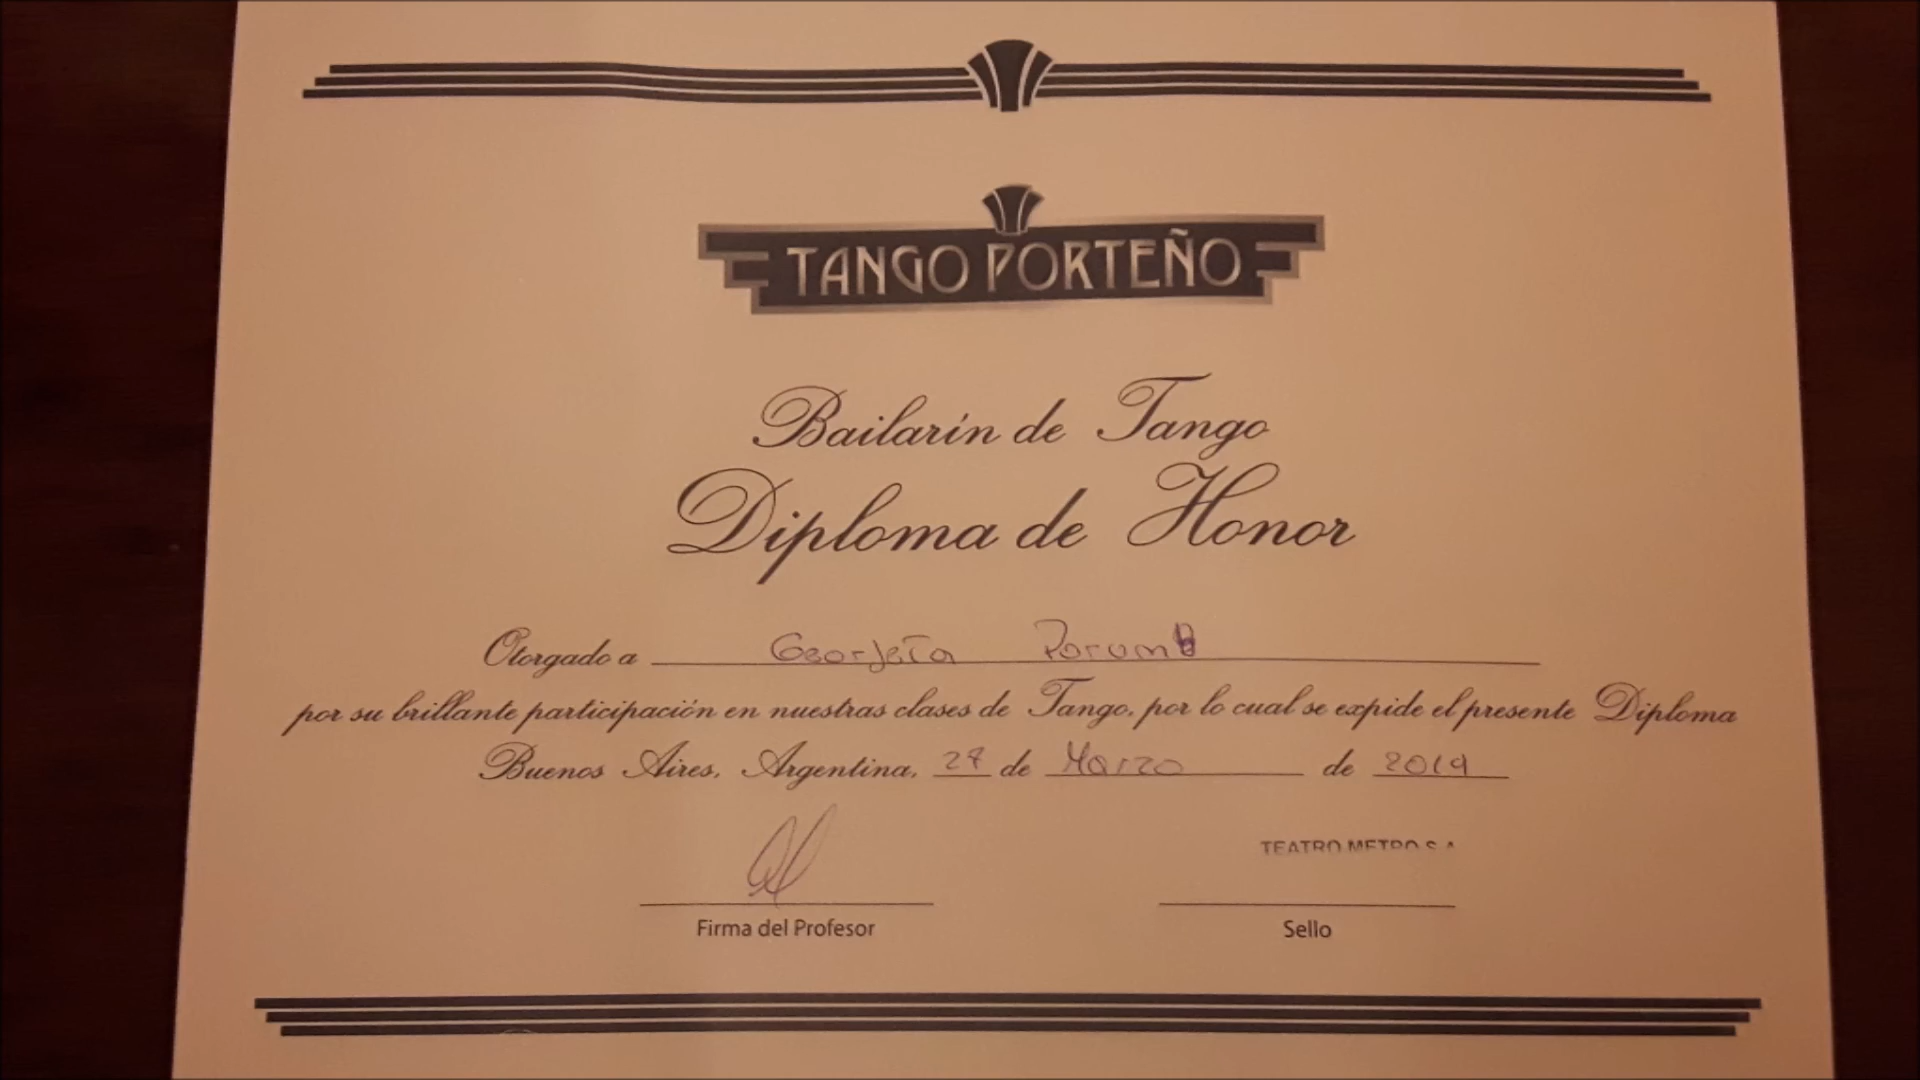 TANGO PORTEÑO
Bailarín de Tango
Diploma de Honor
Otorgado a Porumb
por su brillante participación en nuestras clases de Tango, por lo cual se expide el presente Diploma
Buenos Aires, Argentina, 27 de Marzo de 2019
TEATRO METRO S.A.
Firma del Profesor Sello